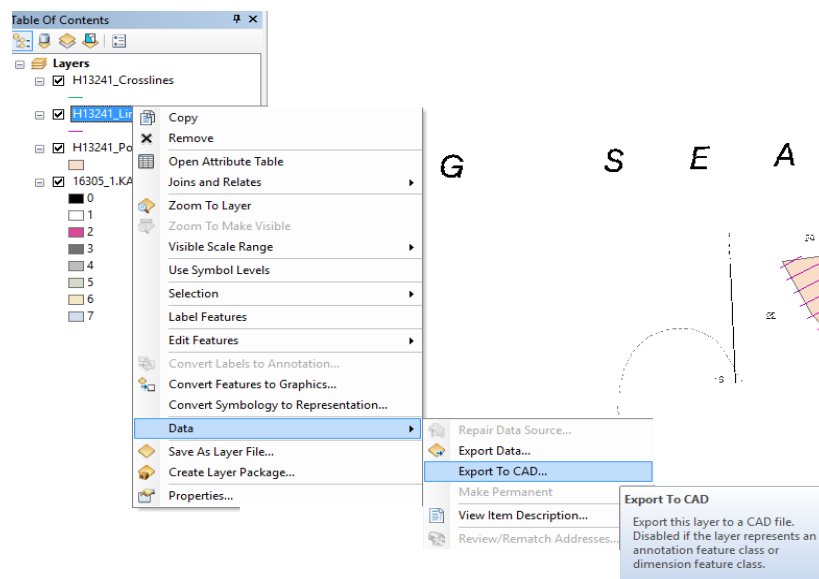 Table Of Contents
Layers
H13241_Crosslines
H13241_Lin
H13241_Po
16305_1.KA
0
1
2
3
4
5
6
7
Copy
Remove
Open Attribute Table
Joins and Relates
Zoom To Layer
Zoom To Make Visible
Visible Scale Range
Use Symbol Levels
Selection
Label Features
Edit Features
Convert Labels to Annotation...
Convert Features to Graphics...
Convert Symbology to Representation...
Data
Save As Layer File...
Create Layer Package...
Properties...
Repair Data Source...
Export Data...
Export To CAD...
Make Permanent
View Item Description...
Review/Rematch Addresses...
Export To CAD
Export this layer to a CAD file.
Disabled if the layer represents an
annotation feature class or
dimension feature class.
G S E A
S